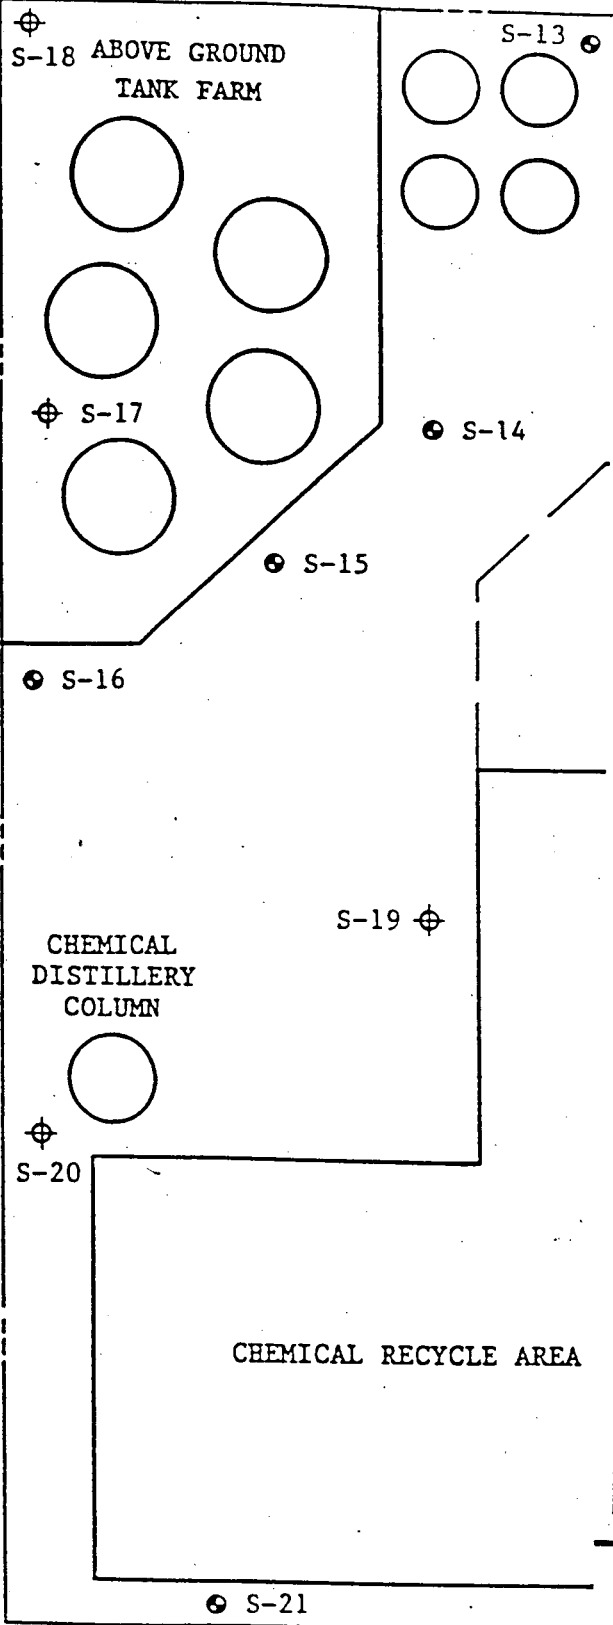 S-13
S-18
ABOVE GROUND
TANK FARM
S-17
S-14
S-15
S-16
S-19
CHEMICAL
DISTILLERY
COLUMN
S-20
CHEMICAL RECYCLE AREA
S-21